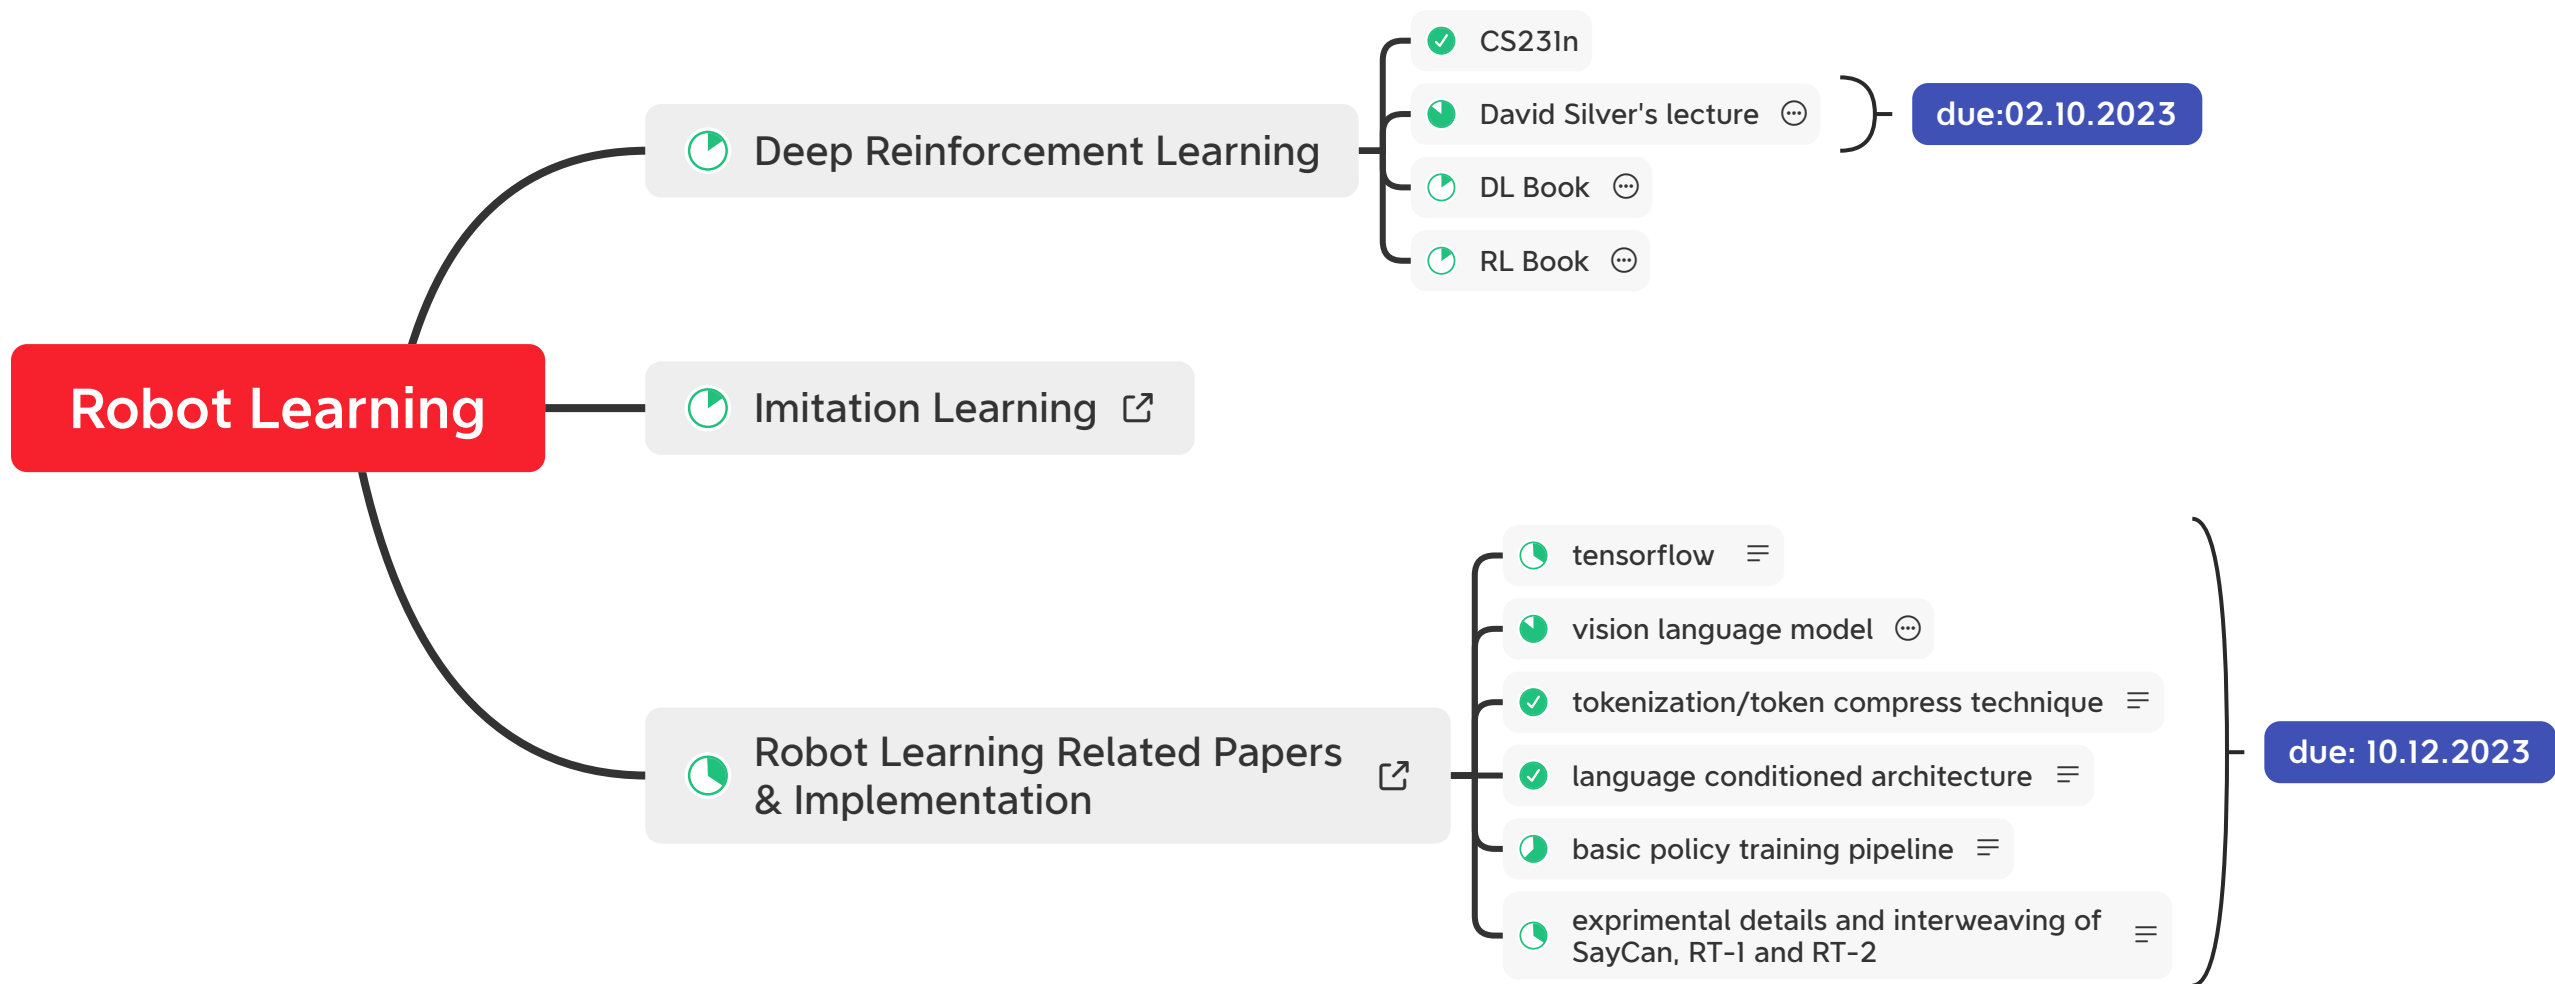 CS231n
David Silver's lecture
due:02.10.2023
Deep Reinforcement Learning
DL Book
RL Book
Robot Learning
Imitation Learning
tensorflow
vision language model
tokenization/token compress technique
Robot Learning Related Papers
& Implementation
language conditioned architecture
due: 10.12.2023
basic policy training pipeline
exprimental details and interweaving of
SayCan, RT-1 and RT-2